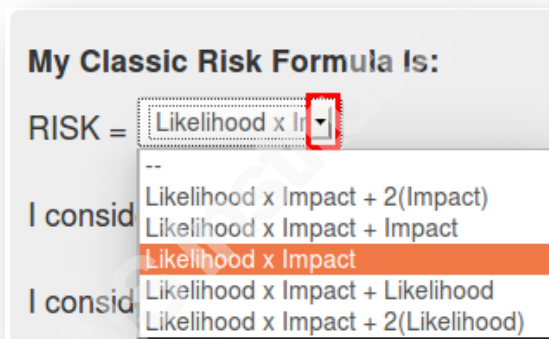 My Classic Risk Formula Is:
RISK = Likelihood x
--
Likelihood x Impact + 2(Impact)
I consid
Likelihood x Impact + Impact
Likelihood x Impact
I consid
Likelihood x Impact + Likelihood
Likelihood x Impact + 2(Likelihood)